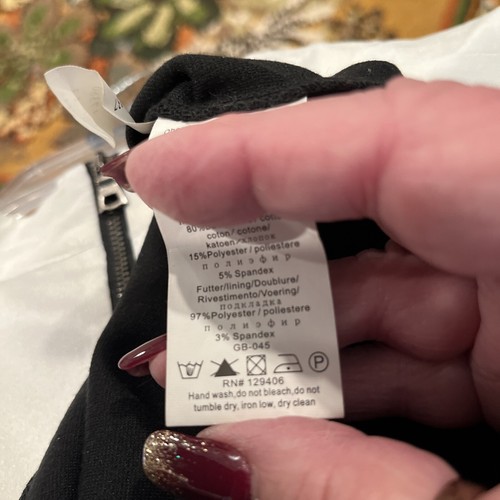 80%
coton/cotone/
katoen/хлопок
15%Polyester / poliestere
полиэфир
5% Spandex
Futter/lining/Doublure/
Rivestimento/Voering/
подкладка
97%Polyester / poliestere
полиэфир
3% Spandex
GB-045
P
RN# 129406
Hand wash,do not bleach,do not
tumble dry, iron low, dry clean